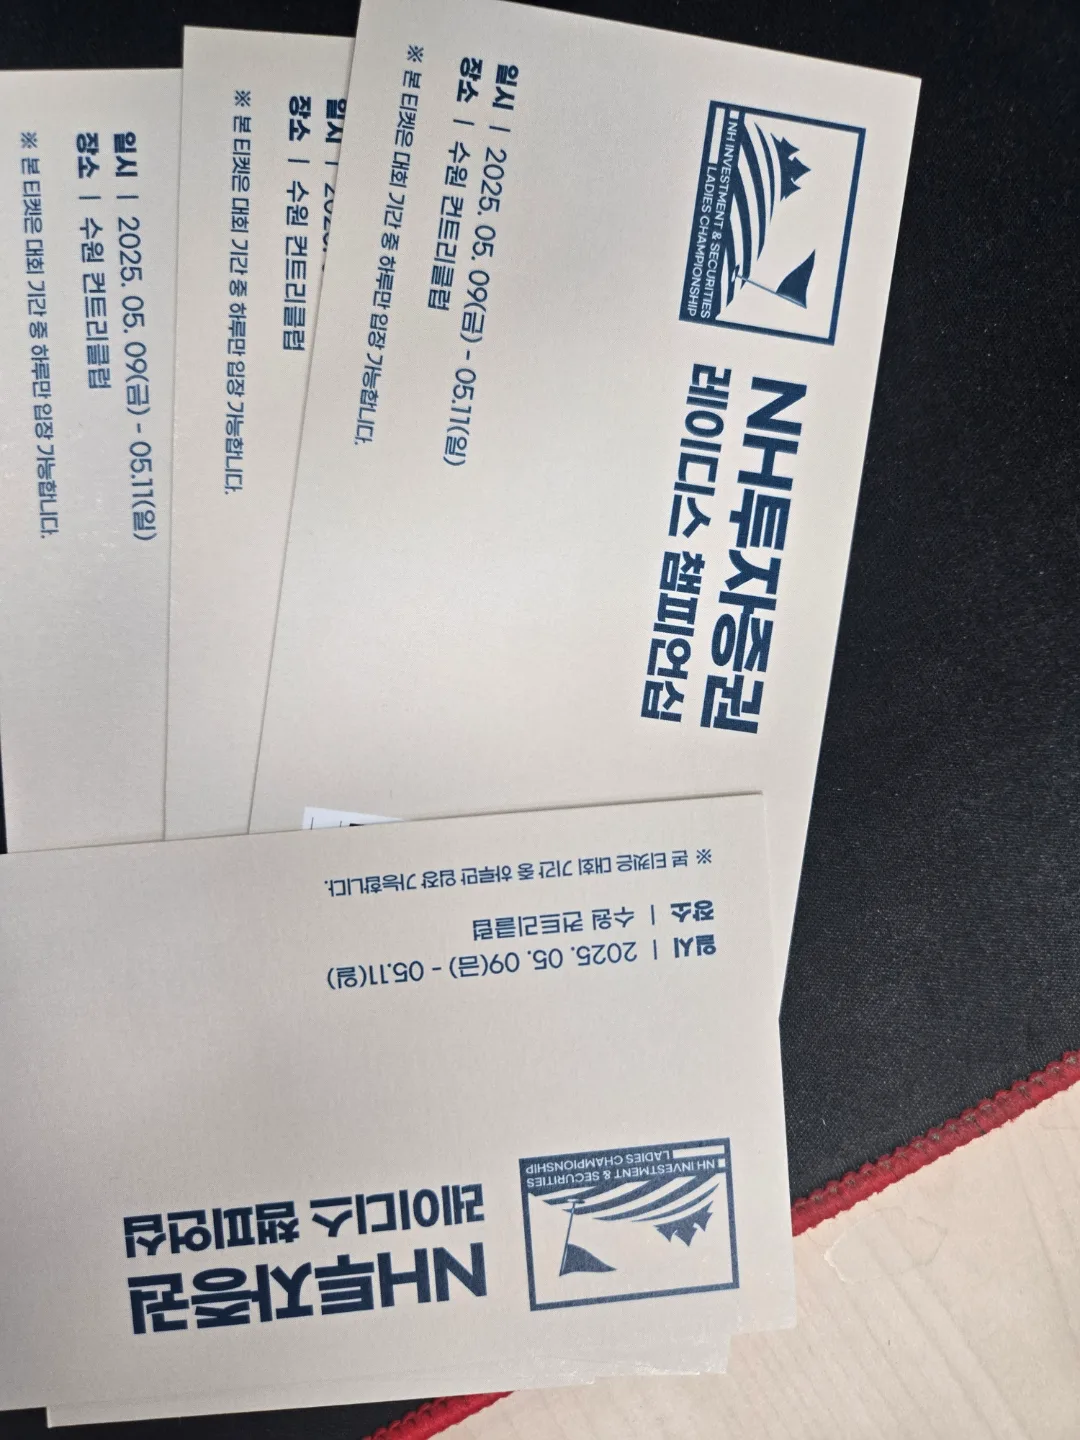 NH INVESTMENT & SECURITIES
LADIES CHAMPIONSHIP
NH투자증권
레이디스 챔피언십
일시 | 2025. 05. 09(금) - 05.11(일)
장소 | 수원 컨트리클럽
※ 본 티켓은 대회 기간 중 하루만 입장 가능합니다.
일시 | 2025.
장소 | 수원 컨트리클럽
※ 본 티켓은 대회 기간 중 하루만 입장 가능합니다.
일시 | 2025. 05. 09(금) - 05.11(일)
장소 | 수원 컨트리클럽
※ 본 티켓은 대회 기간 중 하루만 입장 가능합니다.
NH INVESTMENT & SECURITIES
LADIES CHAMPIONSHIP
NH투자증권
레이디스 챔피언십
일시 | 2025. 05. 09(금) - 05.11(일)
장소 | 수원 컨트리클럽
※ 본 티켓은 대회 기간 중 하루만 입장 가능합니다.